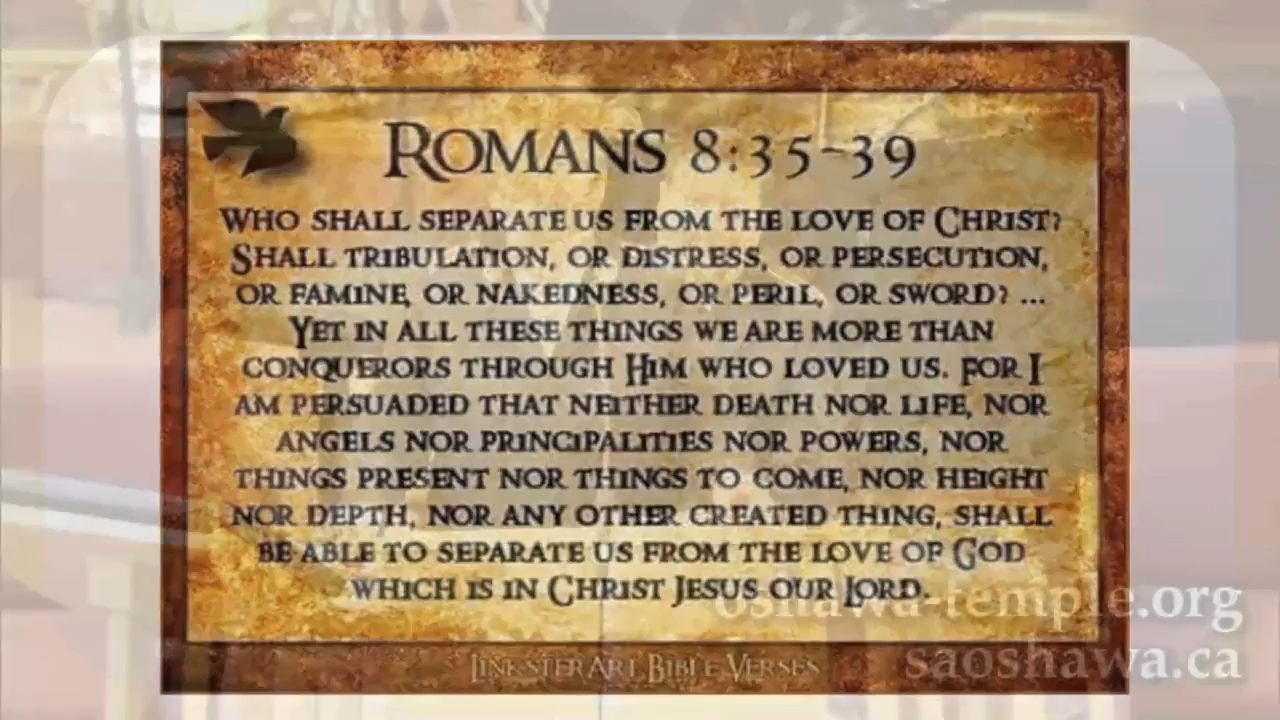 ROMANS 8:35-39
WHO SHALL SEPARATE US FROM THE LOVE OF CHRIST?
SHALL TRIBULATION, OR DISTRESS, OR PERSECUTION,
OR FAMINE, OR NAKEDNESS, OR PERIL, OR SWORD? ...
YET IN ALL THESE THINGS WE ARE MORE THAN
CONQUERORS THROUGH HIM WHO LOVED US. FOR I
AM PERSUADED THAT NEITHER DEATH NOR LIFE, NOR
ANGELS NOR PRINCIPALITIES NOR POWERS, NOR
THINGS PRESENT NOR THINGS TO COME, NOR HEIGHT
NOR DEPTH, NOR ANY OTHER CREATED THING, SHALL
BE ABLE TO SEPARATE US FROM THE LOVE OF GOD
WHICH IS IN CHRIST JESUS OUR LORD.
oshawa-temple.org
saoshawa.ca
LINESTER ART BIBLE VERSES